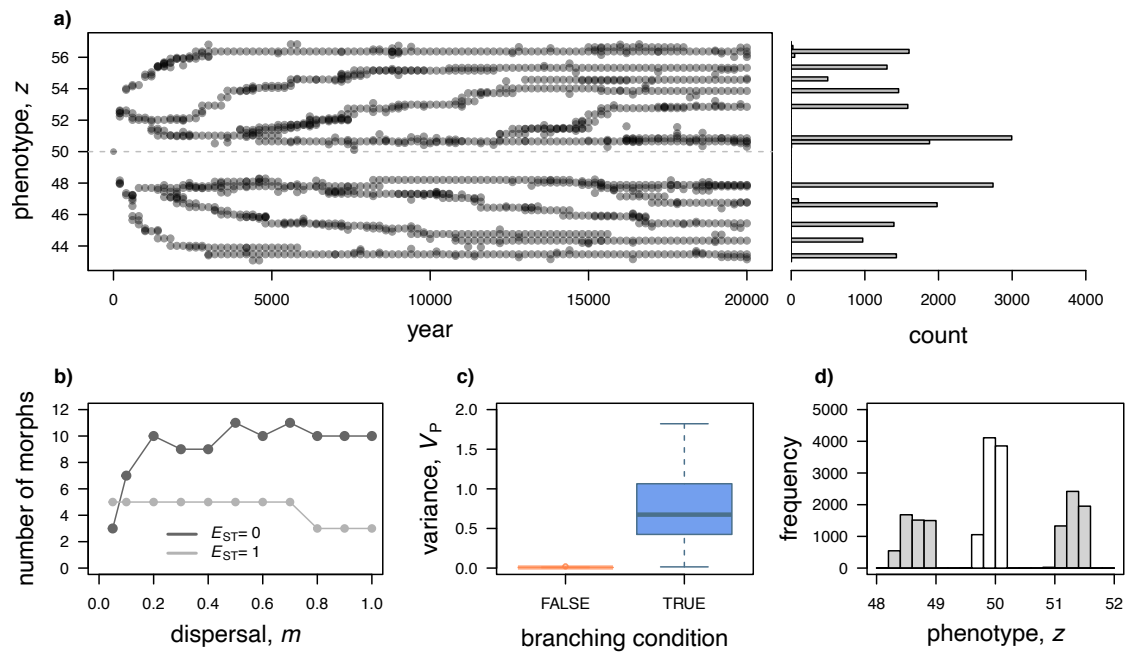 a)
phenotype, z
56
54
52
50
48
46
44
0 5000 10000 15000 20000
year
0 1000 2000 3000 4000
count
b)
number of morphs
12
10
8
6
4
2
0
E_ST= 0
E_ST= 1
0.0 0.2 0.4 0.6 0.8 1.0
dispersal, m
c)
variance, V_P
2.0
1.5
1.0
0.5
0.0
FALSE TRUE
branching condition
d)
frequency
5000
4000
3000
2000
1000
0
48 49 50 51 52
phenotype, z